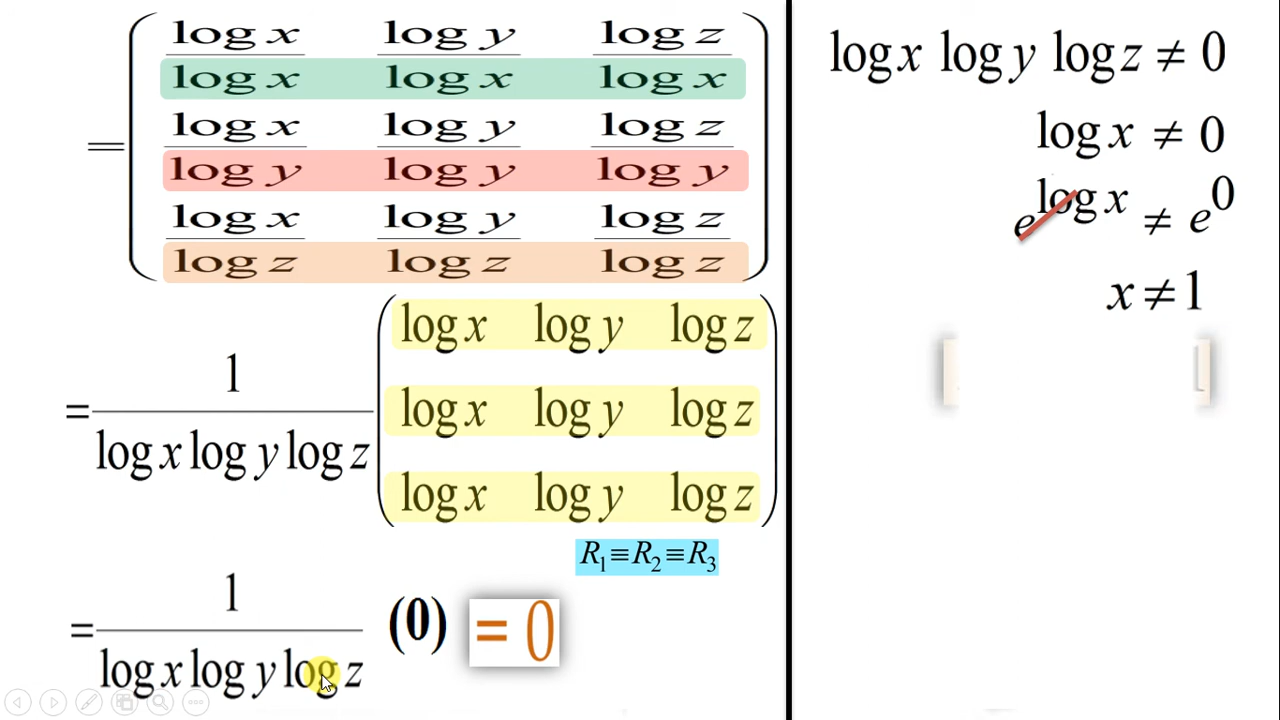 log x log y log z
log x log x log x
log x log y log z
= log y log y log y
log x log y log z
log z log z log z
log x log y log z
1
= log x log y log z
log x log y log z
log x log y log z
R₁≡R₂≡R₃
1
= log x log y log z (0) = 0
log x log y log z ≠ 0
log x ≠ 0
e^log x ≠ e^0
x ≠ 1